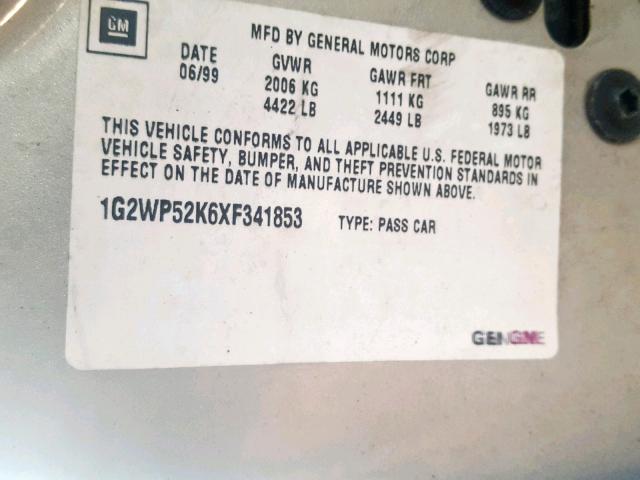 GM
MFD BY GENERAL MOTORS CORP
DATE GVWR GAWR FRT GAWR RR
06/99 2006 KG 1111 KG 895 KG
4422 LB 2449 LB 1973 LB
THIS VEHICLE CONFORMS TO ALL APPLICABLE U.S. FEDERAL MOTOR
VEHICLE SAFETY, BUMPER, AND THEFT PREVENTION STANDARDS IN
EFFECT ON THE DATE OF MANUFACTURE SHOWN ABOVE.
1G2WP52K6XF341853 TYPE: PASS CAR